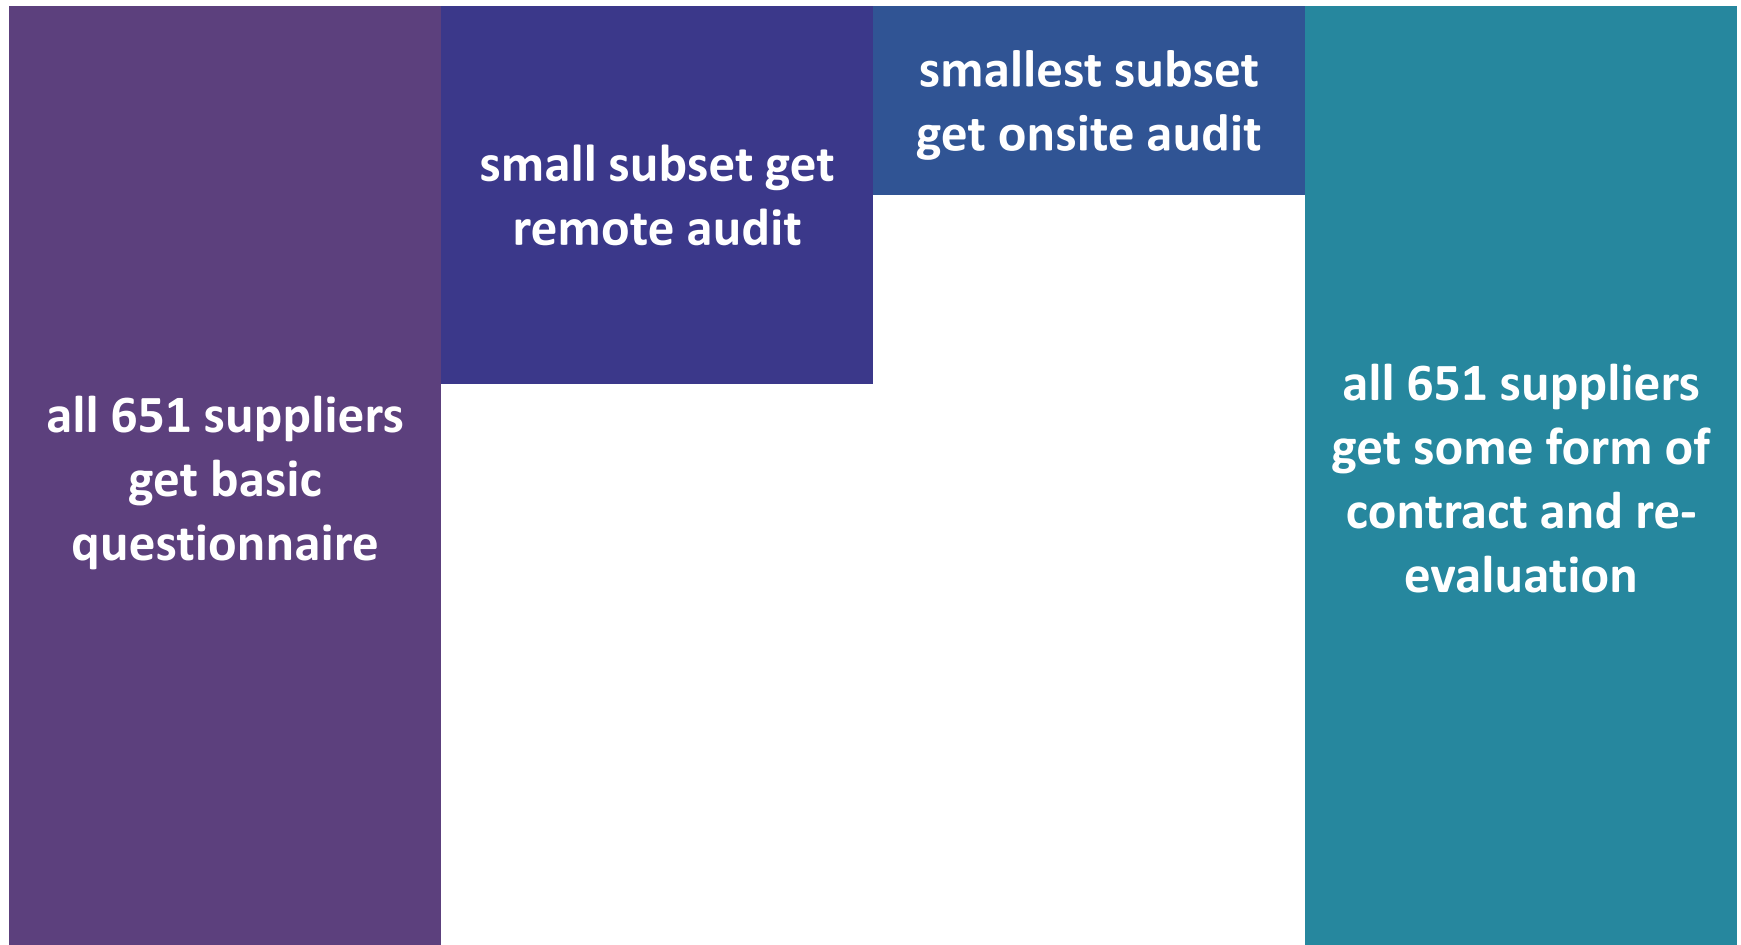 all 651 suppliers
get basic
questionnaire
small subset get
remote audit
smallest subset
get onsite audit
all 651 suppliers
get some form of
contract and re-
evaluation